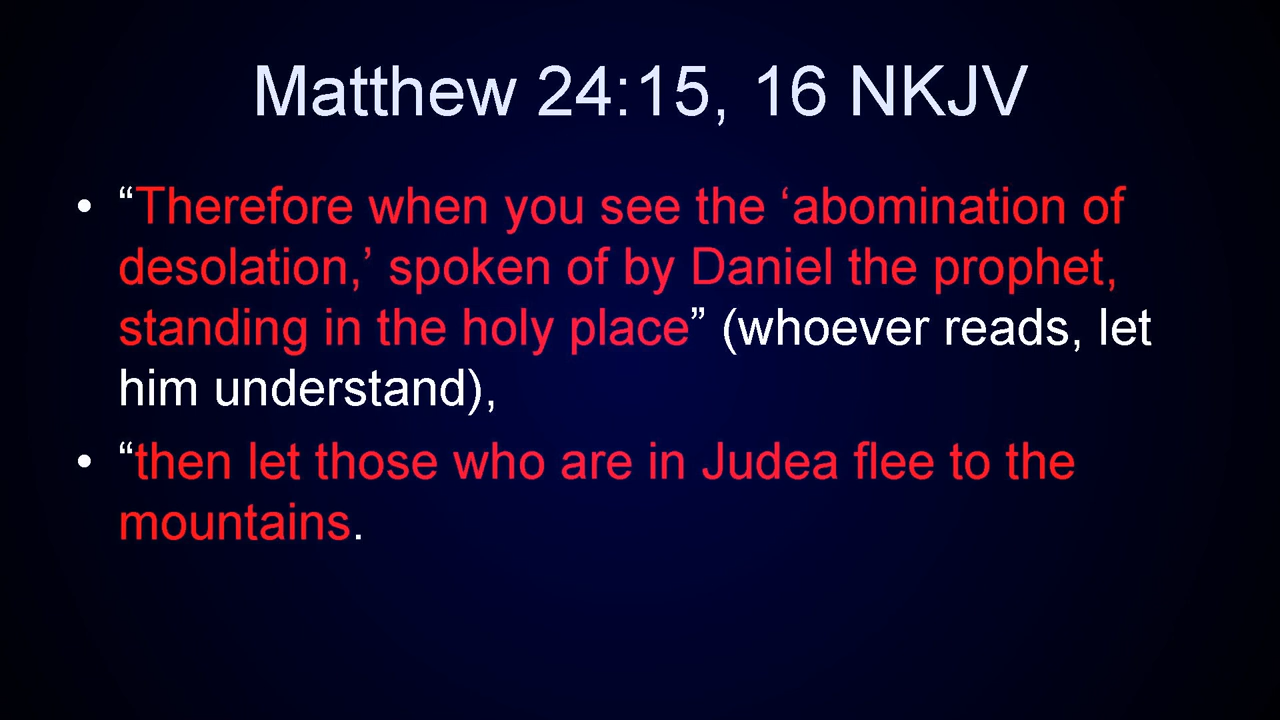 Matthew 24:15, 16 NKJV
• “Therefore when you see the ‘abomination of
desolation,’ spoken of by Daniel the prophet,
standing in the holy place” (whoever reads, let
him understand),
• “then let those who are in Judea flee to the
mountains.